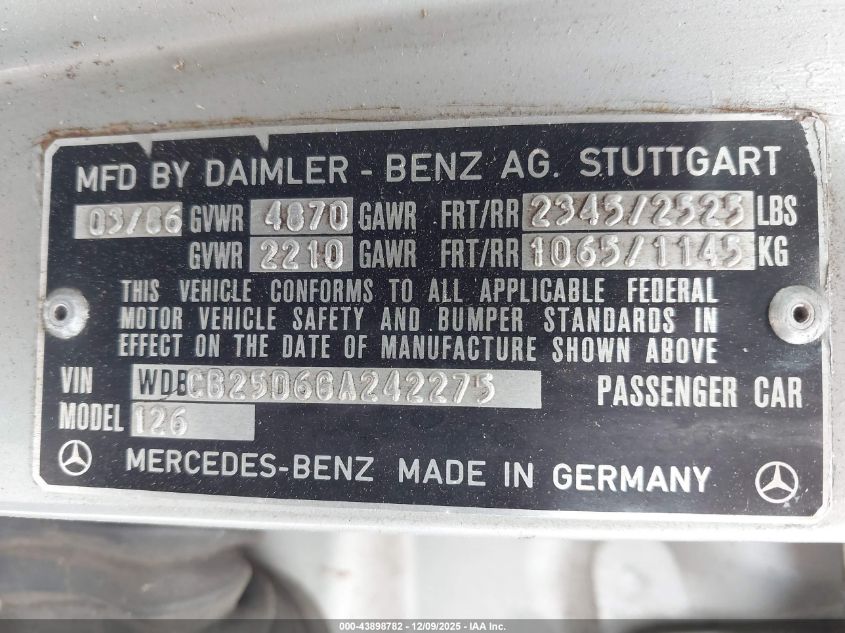 MFD BY DAIMLER - BENZ AG. STUTTGART
03/86 GVWR 4870 GAWR FRT/RR 2345/2525 LBS
GVWR 2210 GAWR FRT/RR 1065/1145 KG
THIS VEHICLE CONFORMS TO ALL APPLICABLE FEDERAL
MOTOR VEHICLE SAFETY AND BUMPER STANDARDS IN
EFFECT ON THE DATE OF MANUFACTURE SHOWN ABOVE
VIN WDBCB25D6GA242275 PASSENGER CAR
MODEL 126
MERCEDES-BENZ MADE IN GERMANY
000-43898782 - 12/09/2025 - IAA Inc.